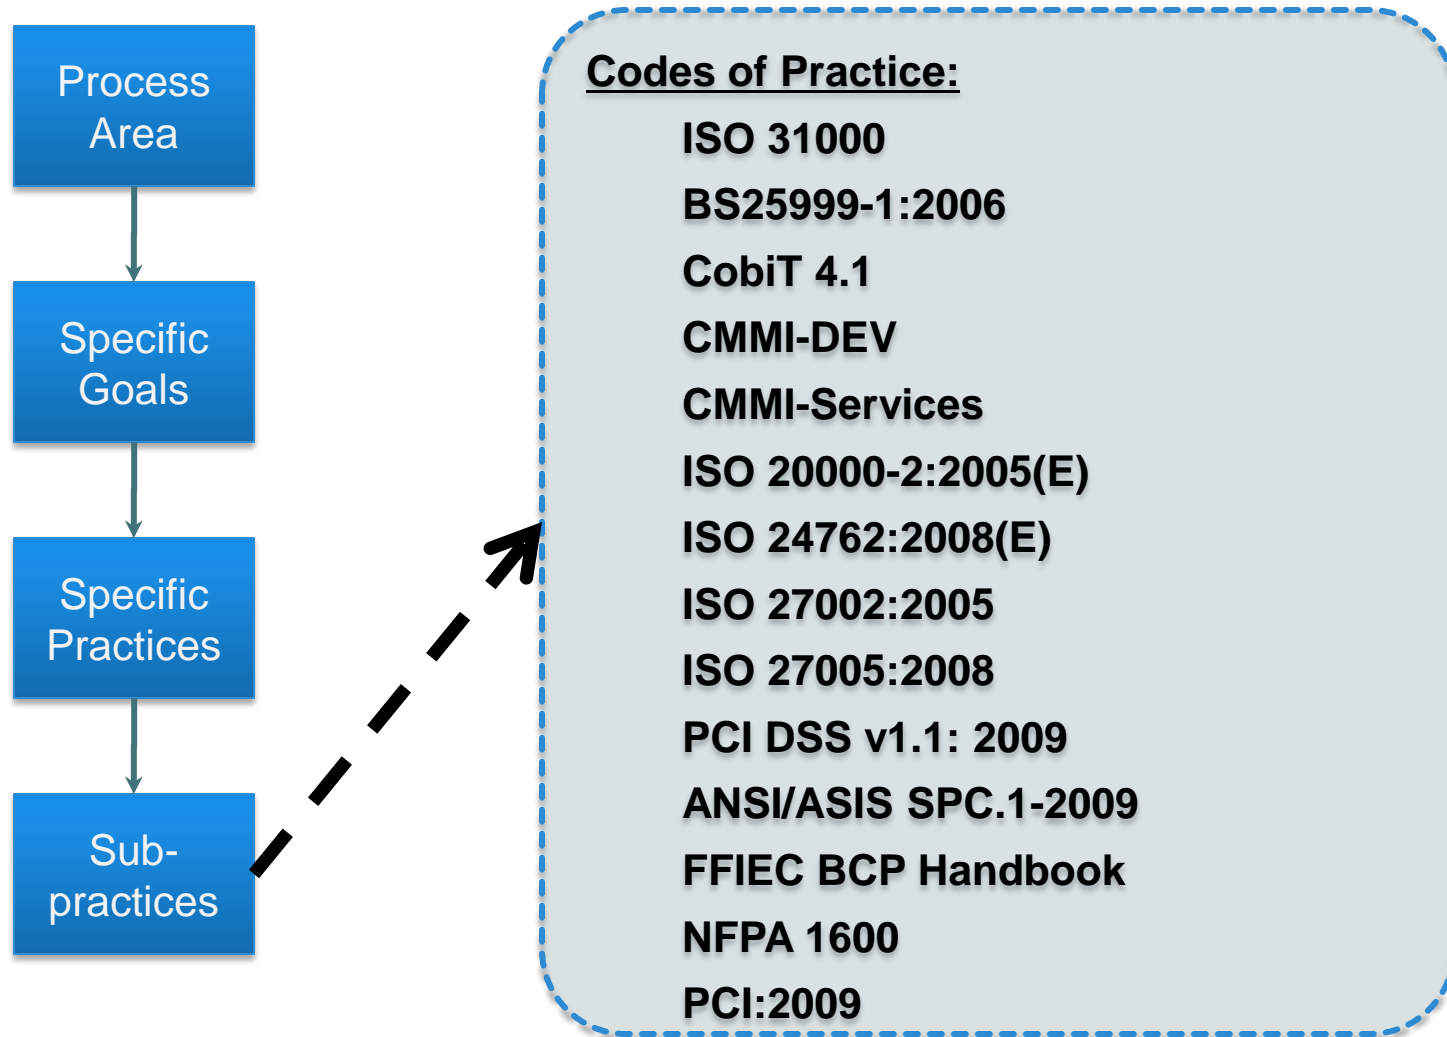 Process
Area
Specific
Goals
Specific
Practices
Sub-
practices
Codes of Practice:
ISO 31000
BS25999-1:2006
CobiT 4.1
CMMI-DEV
CMMI-Services
ISO 20000-2:2005(E)
ISO 24762:2008(E)
ISO 27002:2005
ISO 27005:2008
PCI DSS v1.1: 2009
ANSI/ASIS SPC.1-2009
FFIEC BCP Handbook
NFPA 1600
PCI:2009